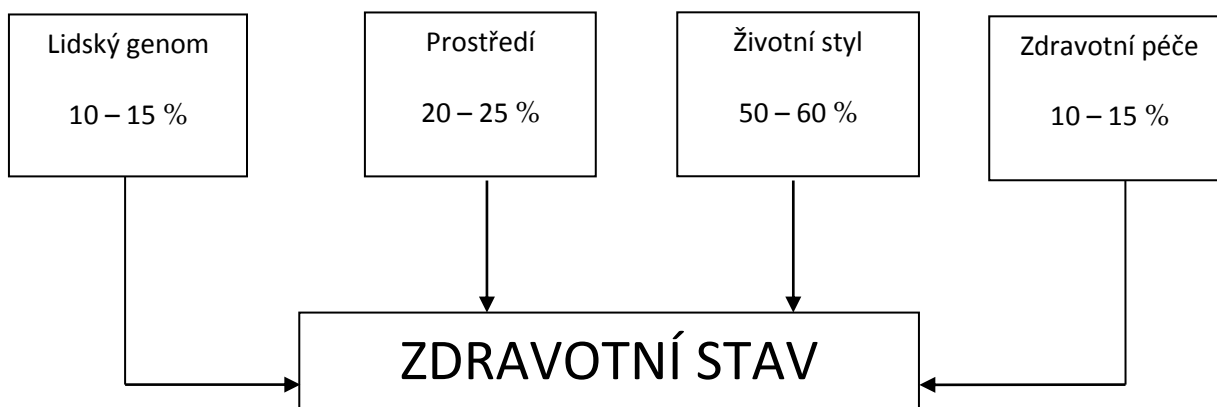 Lidský genom
10 – 15 %
Prostředí
20 – 25 %
Životní styl
50 – 60 %
Zdravotní péče
10 – 15 %
ZDRAVOTNÍ STAV